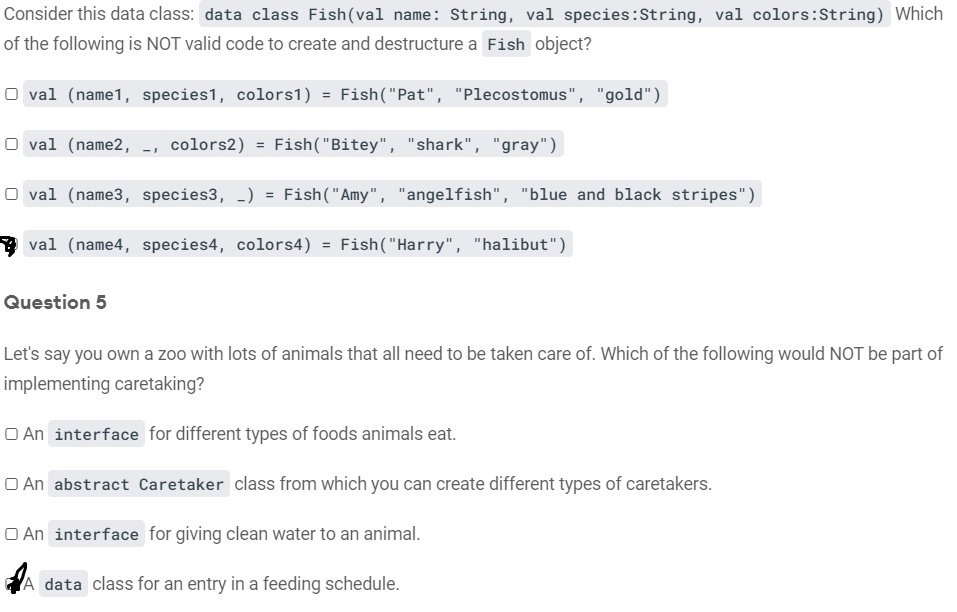 Consider this data class: data class Fish(val name: String, val species:String, val colors:String) Which
of the following is NOT valid code to create and destructure a Fish object?
val (name1, species1, colors1) = Fish("Pat", "Plecostomus", "gold")
val (name2, _, colors2) = Fish("Bitey", "shark", "gray")
val (name3, species3, _) = Fish("Amy", "angelfish", "blue and black stripes")
val (name4, species4, colors4) = Fish("Harry", "halibut")
Question 5
Let's say you own a zoo with lots of animals that all need to be taken care of. Which of the following would NOT be part of
implementing caretaking?
An interface for different types of foods animals eat.
An abstract Caretaker class from which you can create different types of caretakers.
An interface for giving clean water to an animal.
A data class for an entry in a feeding schedule.